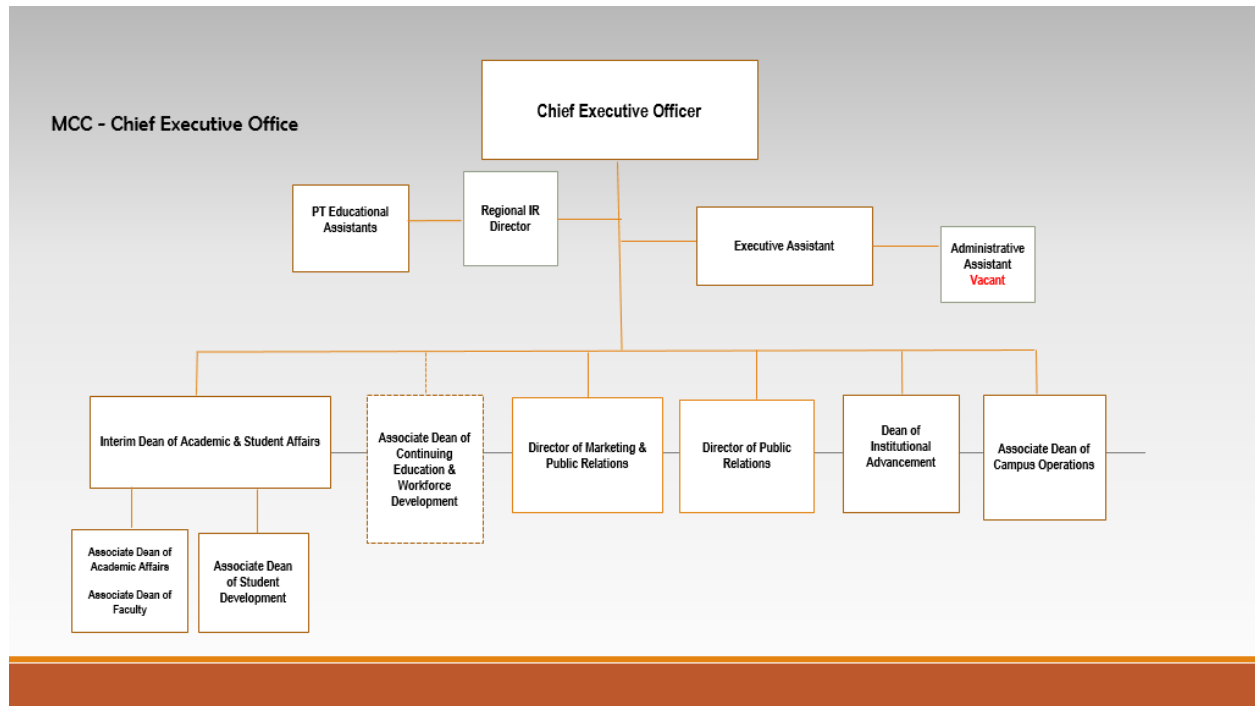 Chief Executive Officer
MCC - Chief Executive Office
PT Educational
Assistants
Regional IR
Director
Executive Assistant
Administrative
Assistant
Vacant
Interim Dean of Academic & Student Affairs
Associate Dean of
Continuing
Education &
Workforce
Development
Director of Marketing &
Public Relations
Director of Public
Relations
Dean of
Institutional
Advancement
Associate Dean of
Campus Operations
Associate Dean of
Academic Affairs
Associate Dean of
Faculty
Associate Dean
of Student
Development